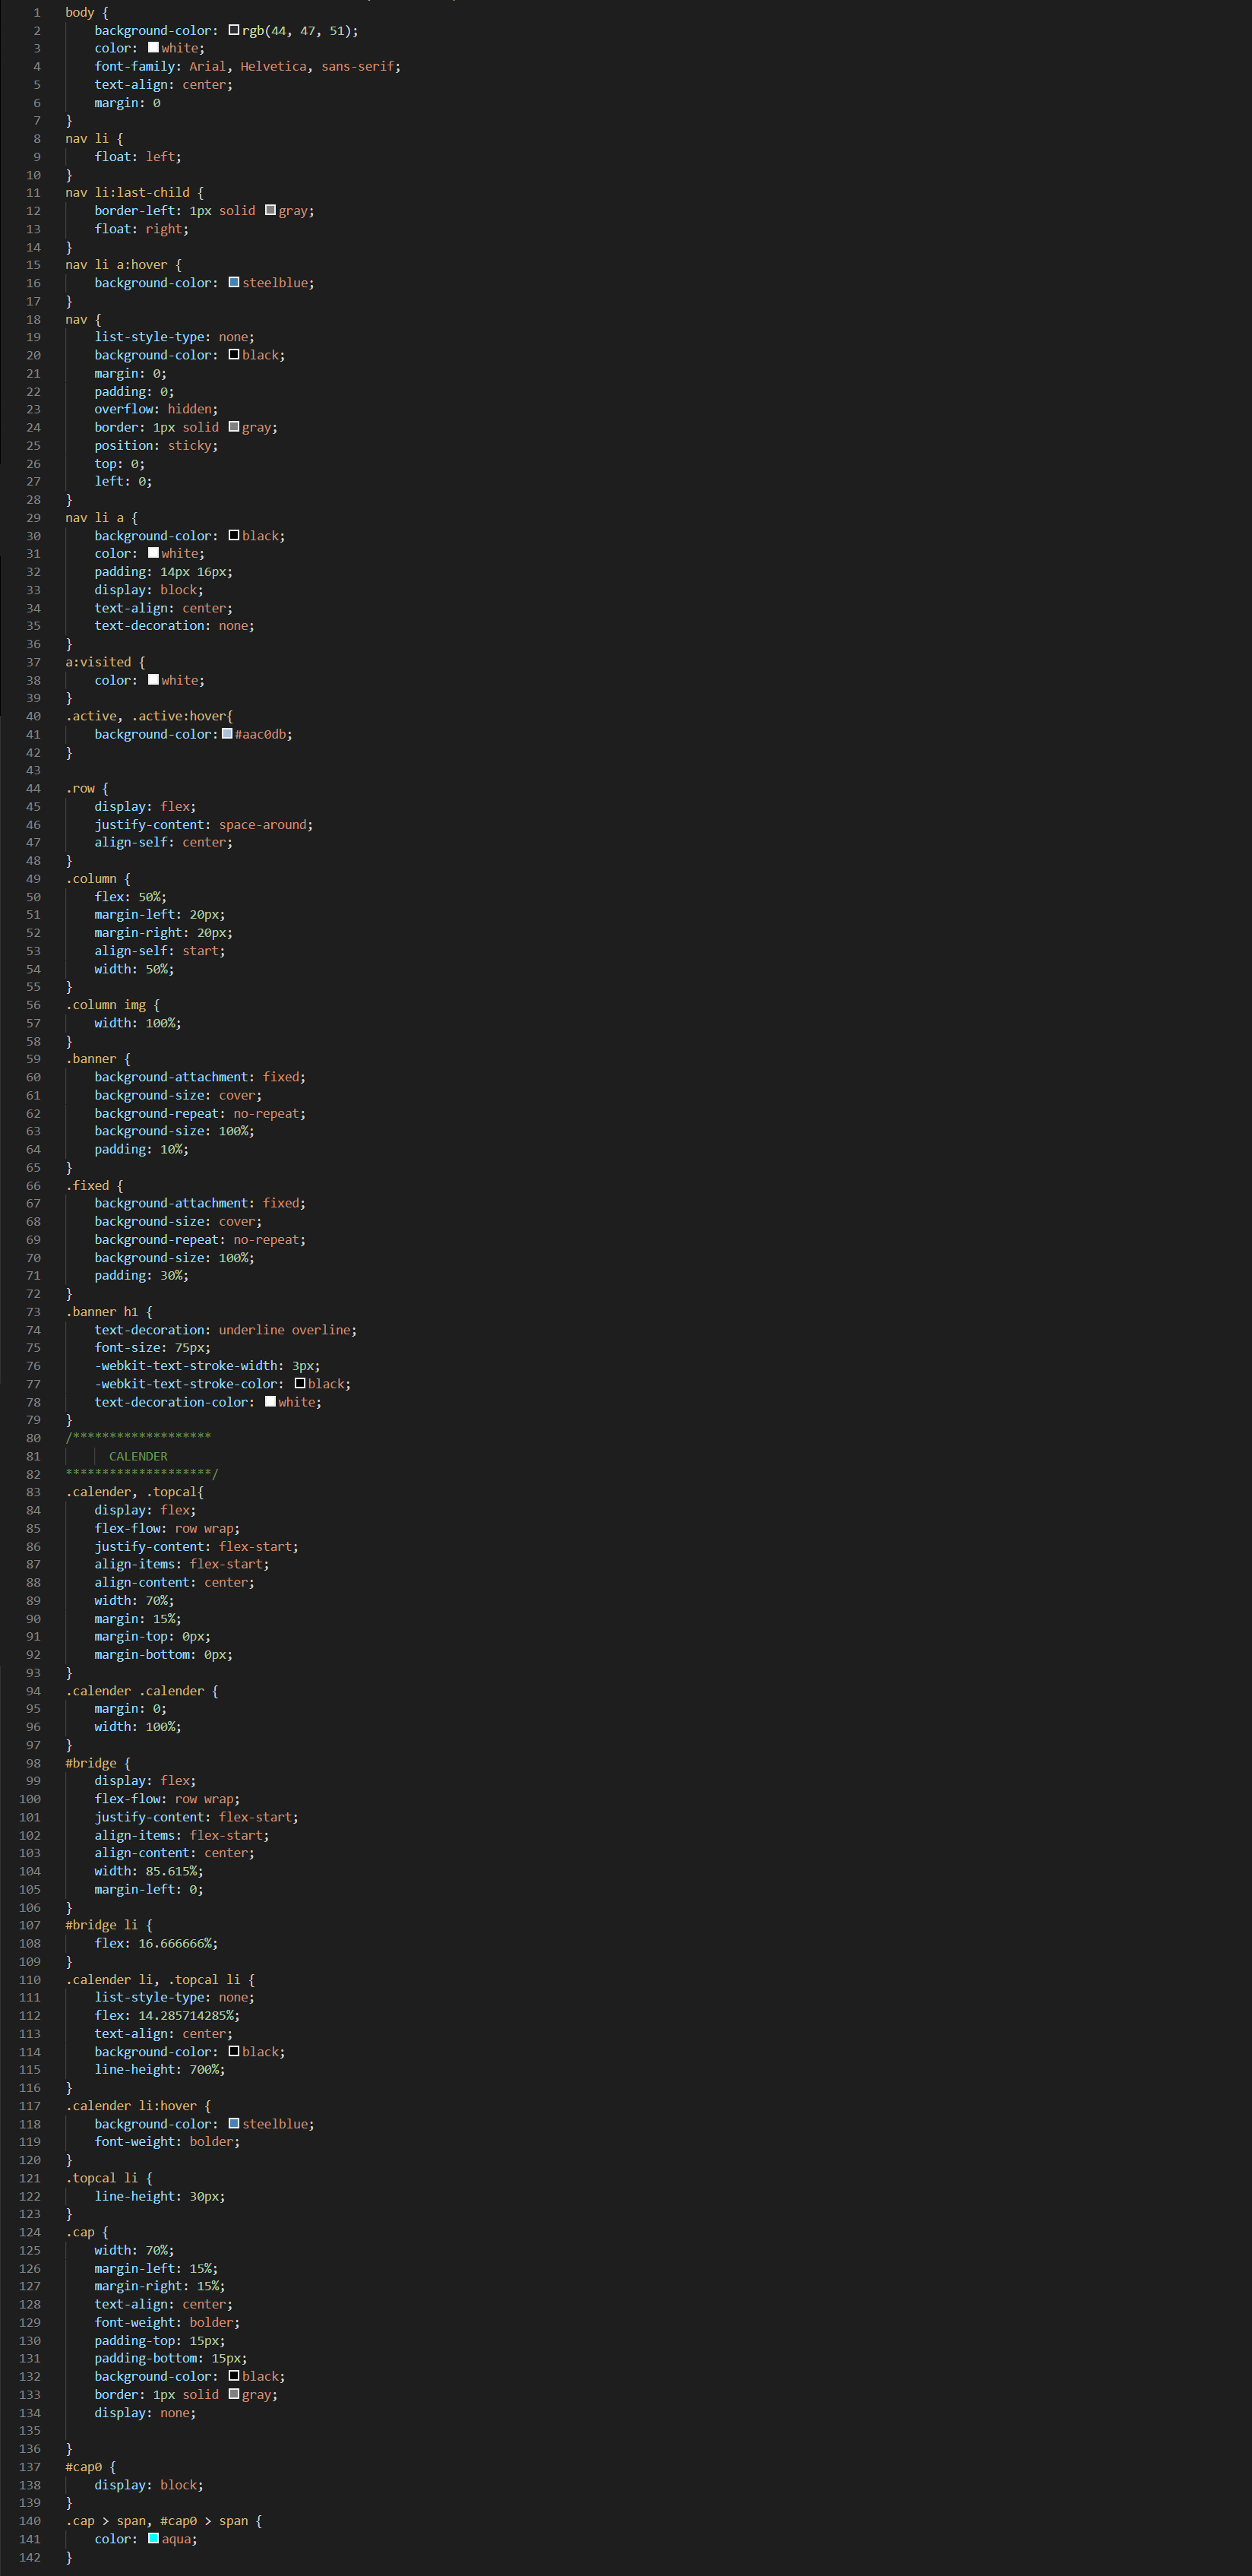 1 body {
2 background-color: rgb(44, 47, 51);
3 color: white;
4 font-family: Arial, Helvetica, sans-serif;
5 text-align: center;
6 margin: 0
7 }
8 nav li {
9 float: left;
10 }
11 nav li:last-child {
12 border-left: 1px solid gray;
13 float: right;
14 }
15 nav li a:hover {
16 background-color: steelblue;
17 }
18 nav {
19 list-style-type: none;
20 background-color: black;
21 margin: 0;
22 padding: 0;
23 overflow: hidden;
24 border: 1px solid gray;
25 position: sticky;
26 top: 0;
27 left: 0;
28 }
29 nav li a {
30 background-color: black;
31 color: white;
32 padding: 14px 16px;
33 display: block;
34 text-align: center;
35 text-decoration: none;
36 }
37 a:visited {
38 color: white;
39 }
40 .active, .active:hover{
41 background-color: #aac0db;
42 }
43
44 .row {
45 display: flex;
46 justify-content: space-around;
47 align-self: center;
48 }
49 .column {
50 flex: 50%;
51 margin-left: 20px;
52 margin-right: 20px;
53 align-self: start;
54 width: 50%;
55 }
56 .column img {
57 width: 100%;
58 }
59 .banner {
60 background-attachment: fixed;
61 background-size: cover;
62 background-repeat: no-repeat;
63 background-size: 100%;
64 padding: 10%;
65 }
66 .fixed {
67 background-attachment: fixed;
68 background-size: cover;
69 background-repeat: no-repeat;
70 background-size: 100%;
71 padding: 30%;
72 }
73 .banner h1 {
74 text-decoration: underline overline;
75 font-size: 75px;
76 -webkit-text-stroke-width: 3px;
77 -webkit-text-stroke-color: black;
78 text-decoration-color: white;
79 }
80 /*******************
81 CALENDER
82 ********************/
83 .calender, .topcal{
84 display: flex;
85 flex-flow: row wrap;
86 justify-content: flex-start;
87 align-items: flex-start;
88 align-content: center;
89 width: 70%;
90 margin: 15%;
91 margin-top: 0px;
92 margin-bottom: 0px;
93 }
94 .calender .calender {
95 margin: 0;
96 width: 100%;
97 }
98 #bridge {
99 display: flex;
100 flex-flow: row wrap;
101 justify-content: flex-start;
102 align-items: flex-start;
103 align-content: center;
104 width: 85.615%;
105 margin-left: 0;
106 }
107 #bridge li {
108 flex: 16.666666%;
109 }
110 .calender li, .topcal li {
111 list-style-type: none;
112 flex: 14.285714285%;
113 text-align: center;
114 background-color: black;
115 line-height: 700%;
116 }
117 .calender li:hover {
118 background-color: steelblue;
119 font-weight: bolder;
120 }
121 .topcal li {
122 line-height: 30px;
123 }
124 .cap {
125 width: 70%;
126 margin-left: 15%;
127 margin-right: 15%;
128 text-align: center;
129 font-weight: bolder;
130 padding-top: 15px;
131 padding-bottom: 15px;
132 background-color: black;
133 border: 1px solid gray;
134 display: none;
135
136 }
137 #cap0 {
138 display: block;
139 }
140 .cap > span, #cap0 > span {
141 color: aqua;
142 }